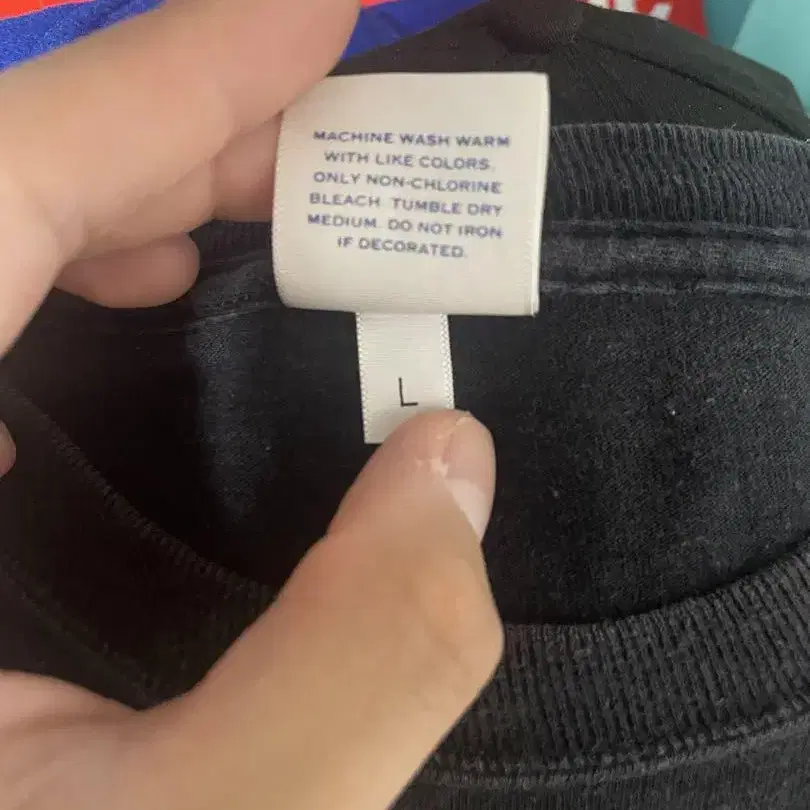 MACHINE WASH WARM
WITH LIKE COLORS.
ONLY NON-CHLORINE
BLEACH. TUMBLE DRY
MEDIUM. DO NOT IRON
IF DECORATED.
L